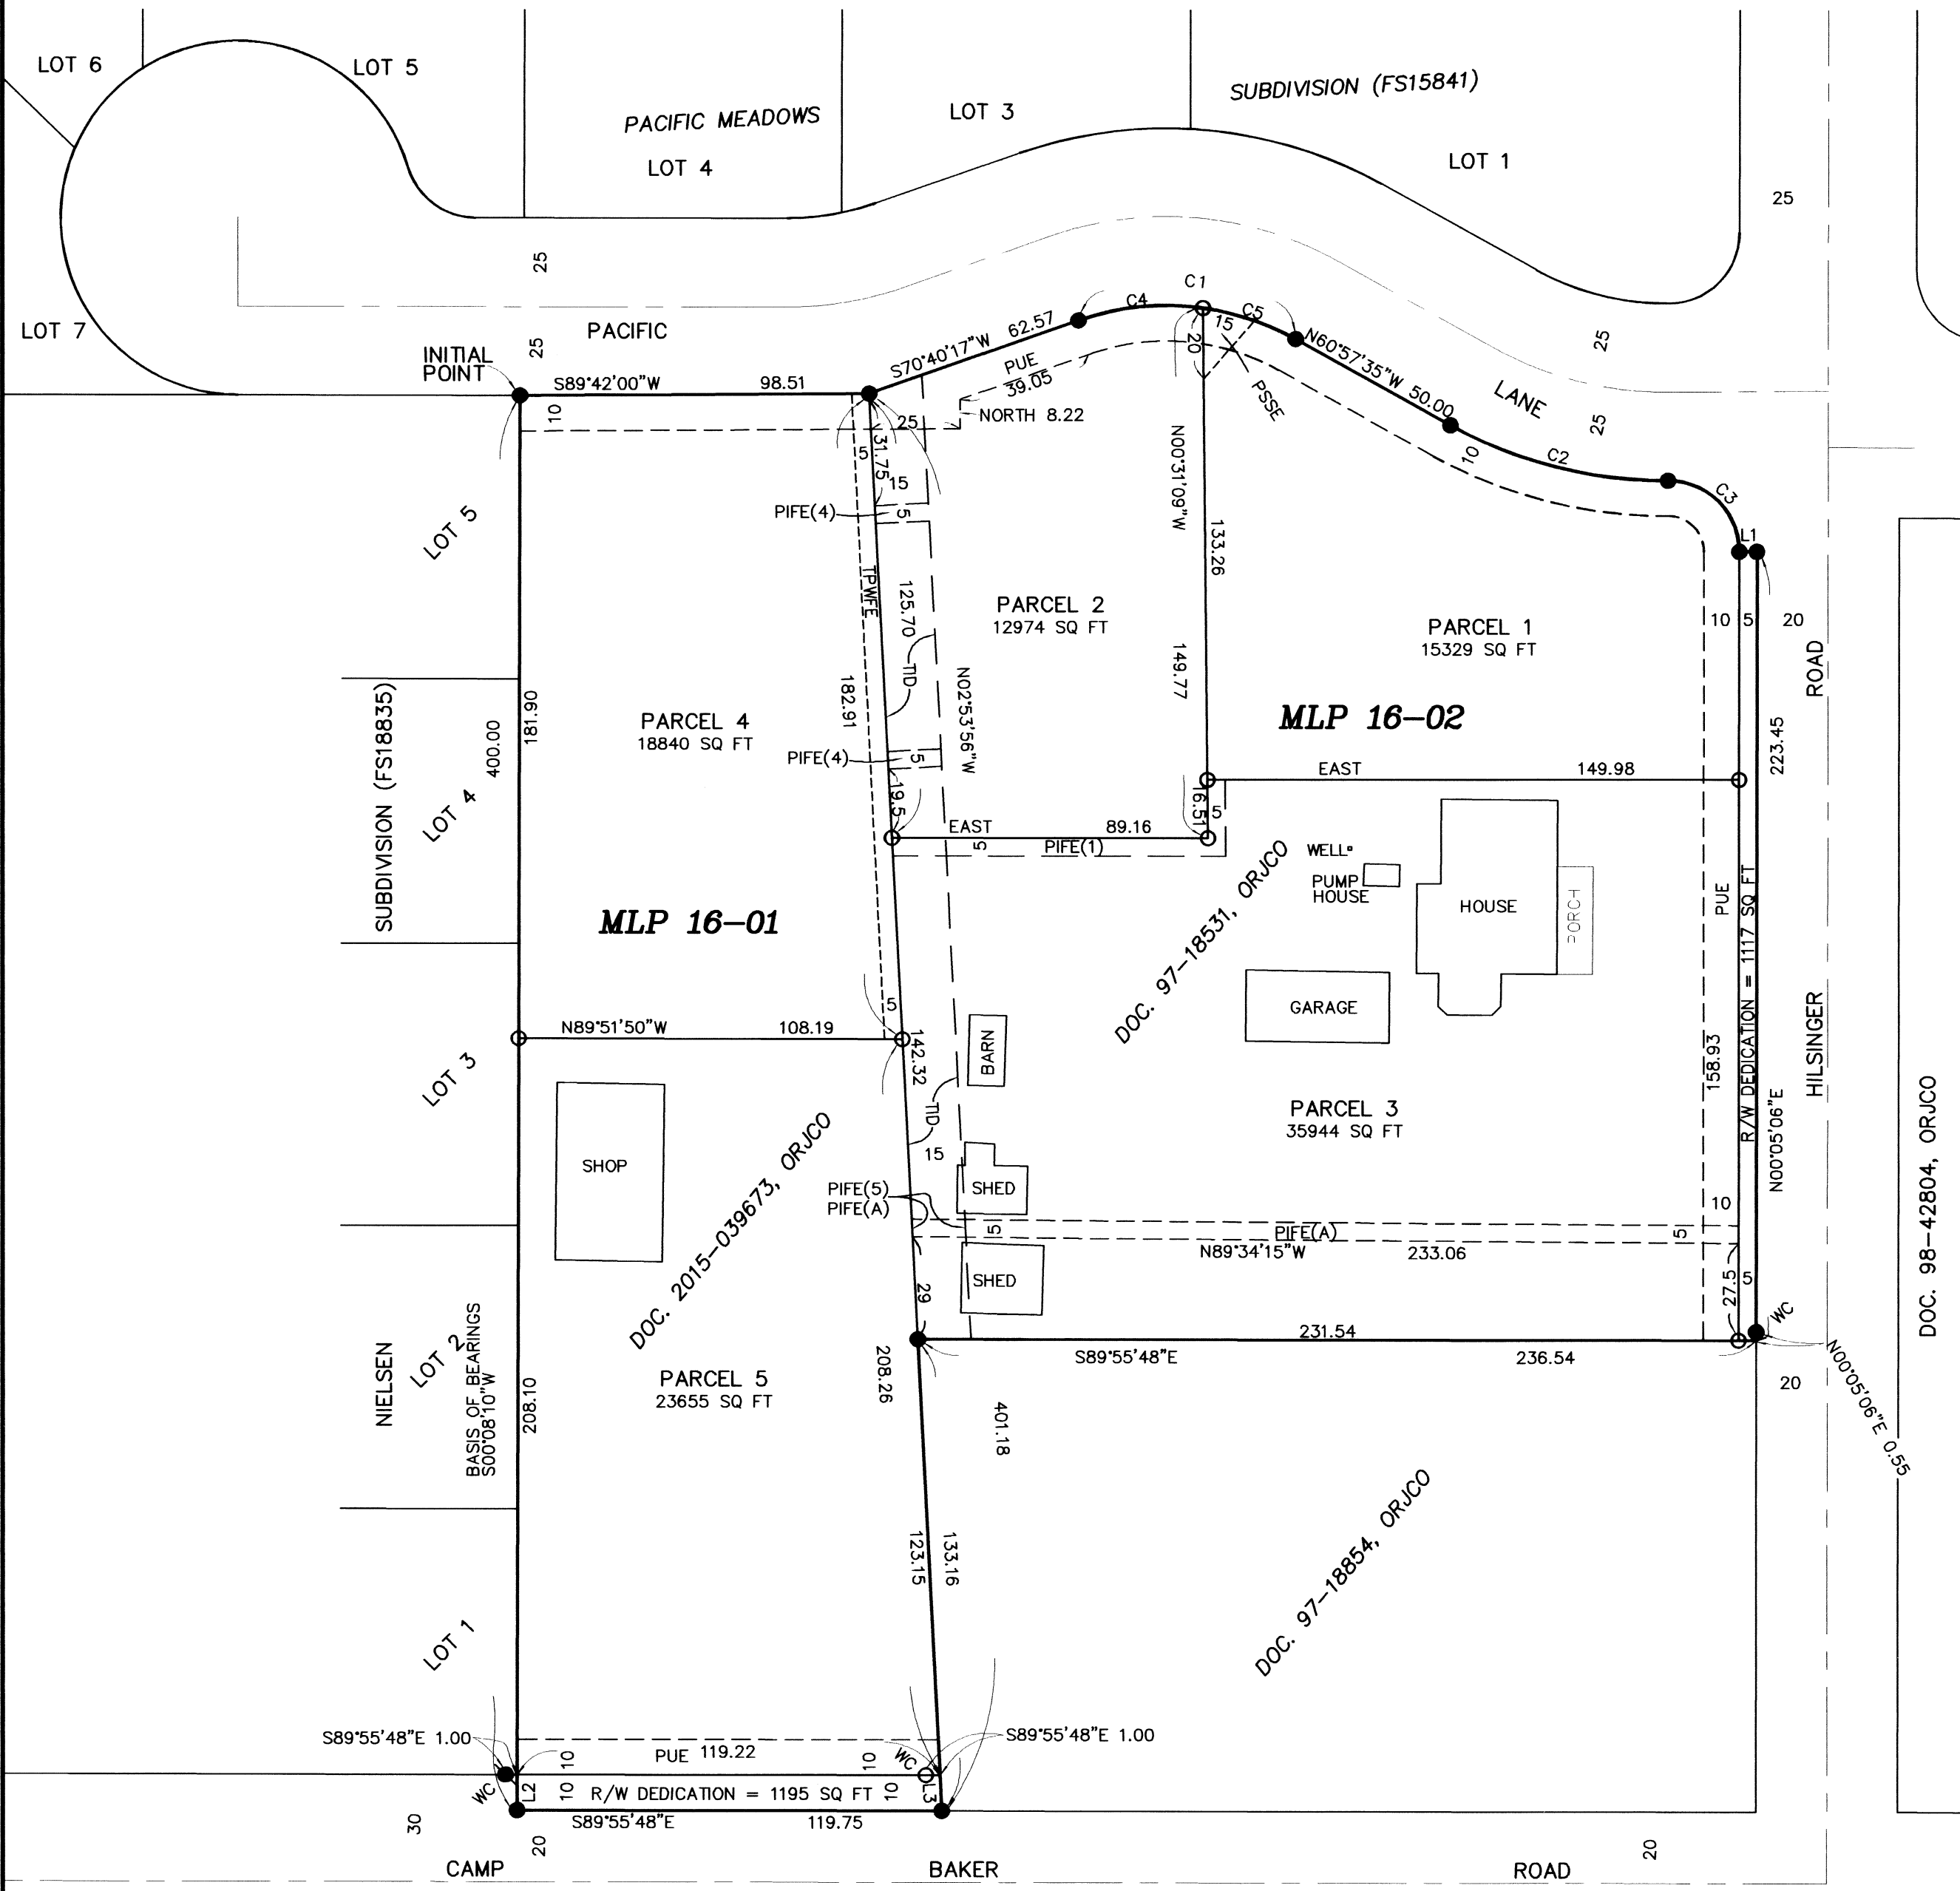 LOT 6
LOT 5
PACIFIC MEADOWS
LOT 4
LOT 3
SUBDIVISION (FS15841)
LOT 1
25
25
LOT 7
25
PACIFIC
INITIAL
POINT
S89°42'00"W 98.51
10
S70°40'17"W 62.57
C4
C1
C5
15
20
PUE
39.05
NORTH 8.22
PSSE
N60°57'35"W 50.00
LANE
25
25
10
C2
C3
L1
25
31.75
5
15
PIFE(4)
5
N00°31'09"W
133.26
149.77
LOT 5
TPWFE
125.70
TID
182.91
N02°53'56"W
PARCEL 2
12974 SQ FT
PARCEL 1
15329 SQ FT
10
5
20
ROAD
MLP 16-02
PARCEL 4
18840 SQ FT
181.90
400.00
SUBDIVISION (FS18835)
LOT 4
PIFE(4)
5
19.5
EAST 149.98
223.45
16.51
5
EAST 89.16
5
PIFE(1)
WELL
PUMP
HOUSE
HOUSE
PORCH
PUE
R/W DEDICATION = 1117 SQ FT
MLP 16-01
DOC. 97-18531, ORJCO
GARAGE
5
N89°51'50"W 108.19
142.32
BARN
158.93
HILSINGER
N00°05'06"E
LOT 3
SHOP
DOC. 2015-039673, ORJCO
TID
15
PARCEL 3
35944 SQ FT
DOC. 98-42804, ORJCO
PIFE(5)
PIFE(A)
SHED
5
10
PIFE(A)
5
N89°34'15"W 233.06
29
SHED
27.5
5
WC
N00°05'06"E 0.55
231.54
S89°55'48"E 236.54
20
NIELSEN
LOT 2
BASIS OF BEARINGS
S00°08'10"W
208.10
PARCEL 5
23655 SQ FT
208.26
401.18
123.15
133.16
DOC. 97-18854, ORJCO
LOT 1
S89°55'48"E 1.00
S89°55'48"E 1.00
10
PUE 119.22
10
WC
WC
L2
10
R/W DEDICATION = 1195 SQ FT
10
L3
S89°55'48"E 119.75
30
20
20
CAMP BAKER ROAD